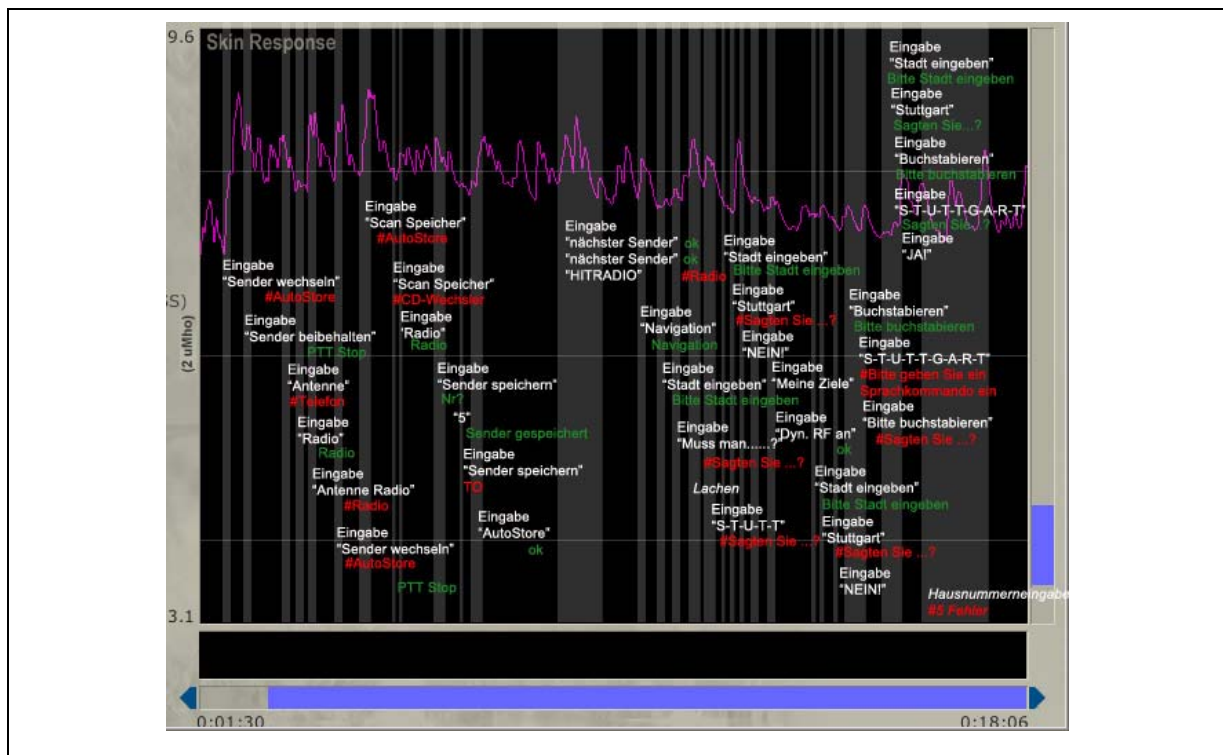 9.6
Skin Response
SS)
(2 uMho)
3.1
Eingabe
"Sender wechseln"
#AutoStore
Eingabe
"Sender beibehalten"
PTT Stop
Eingabe
"Antenne"
#Telefon
Eingabe
"Radio"
Radio
Eingabe
"Antenne Radio"
#Radio
Eingabe
"Sender wechseln"
#AutoStore
PTT Stop
Eingabe
"Scan Speicher"
#AutoStore
Eingabe
"Scan Speicher"
#CD-Wechsler
Eingabe
'Radio"
Radio
Eingabe
"Sender speichern"
Nr?
"5"
Sender gespeichert
Eingabe
"Sender speichern"
TO
Eingabe
"AutoStore"
ok
Eingabe
"nächster Sender" ok
"nächster Sender" ok
"HITRADIO" #Radio
Eingabe
"Navigation"
Navigation
Eingabe
"Stadt eingeben"
Bitte Stadt eingeben
Eingabe
"Muss man......?"
#Sagten Sie ...?
Lachen
Eingabe
"S-T-U-T-T"
#Sagten Sie ...?
Eingabe
"Stadt eingeben"
Bitte Stadt eingeben
Eingabe
"Stuttgart"
#Sagten Sie ...?
Eingabe
"NEIN!"
Eingabe
"Meine Ziele"
Eingabe
"Dyn. RF an"
ok
Eingabe
"Stadt eingeben"
Bitte Stadt eingeben
Eingabe
"Stuttgart"
#Sagten Sie ...?
Eingabe
"NEIN!"
Eingabe
"Buchstabieren"
Bitte buchstabieren
Eingabe
"S-T-U-T-T-G-A-R-T"
#Bitte geben Sie ein
Sprachkommando ein
Eingabe
"Bitte buchstabieren"
#Sagten Sie ...?
Eingabe
"Stadt eingeben"
Bitte Stadt eingeben
Eingabe
"Stuttgart"
Sagten Sie...?
Eingabe
"Buchstabieren"
Bitte buchstabieren
Eingabe
"S-T-U-T-T-G-A-R-T"
Sagten Sie...?
Eingabe
"JA!"
Hausnummerneingabe
#5 Fehler
0:01:30
0:18:06